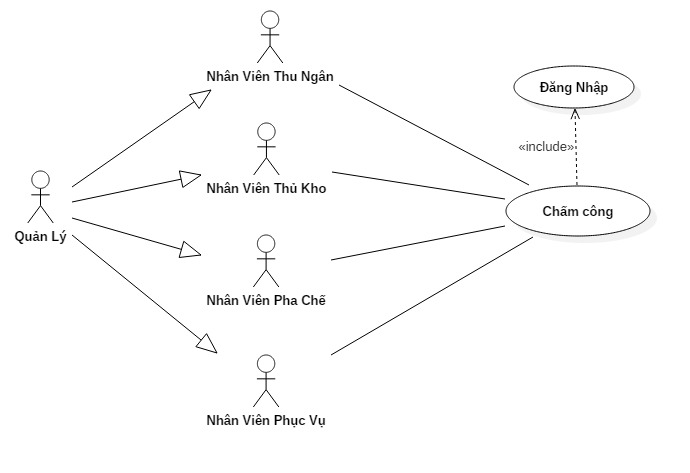 Nhân Viên Thu Ngân
Đăng Nhập
«include»
Nhân Viên Thủ Kho
Chấm công
Quản Lý
Nhân Viên Pha Chế
Nhân Viên Phục Vụ